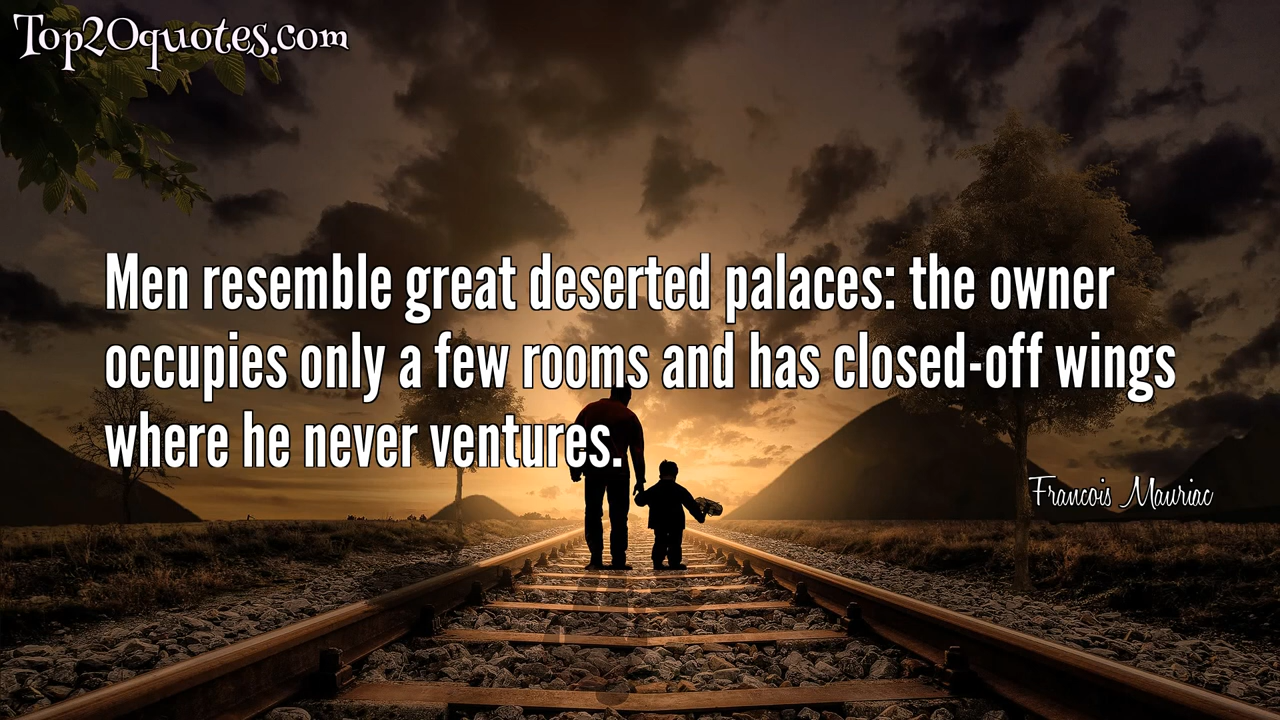 Top20quotes.com
Men resemble great deserted palaces: the owner
occupies only a few rooms and has closed-off wings
where he never ventures.
Francois Mauriac